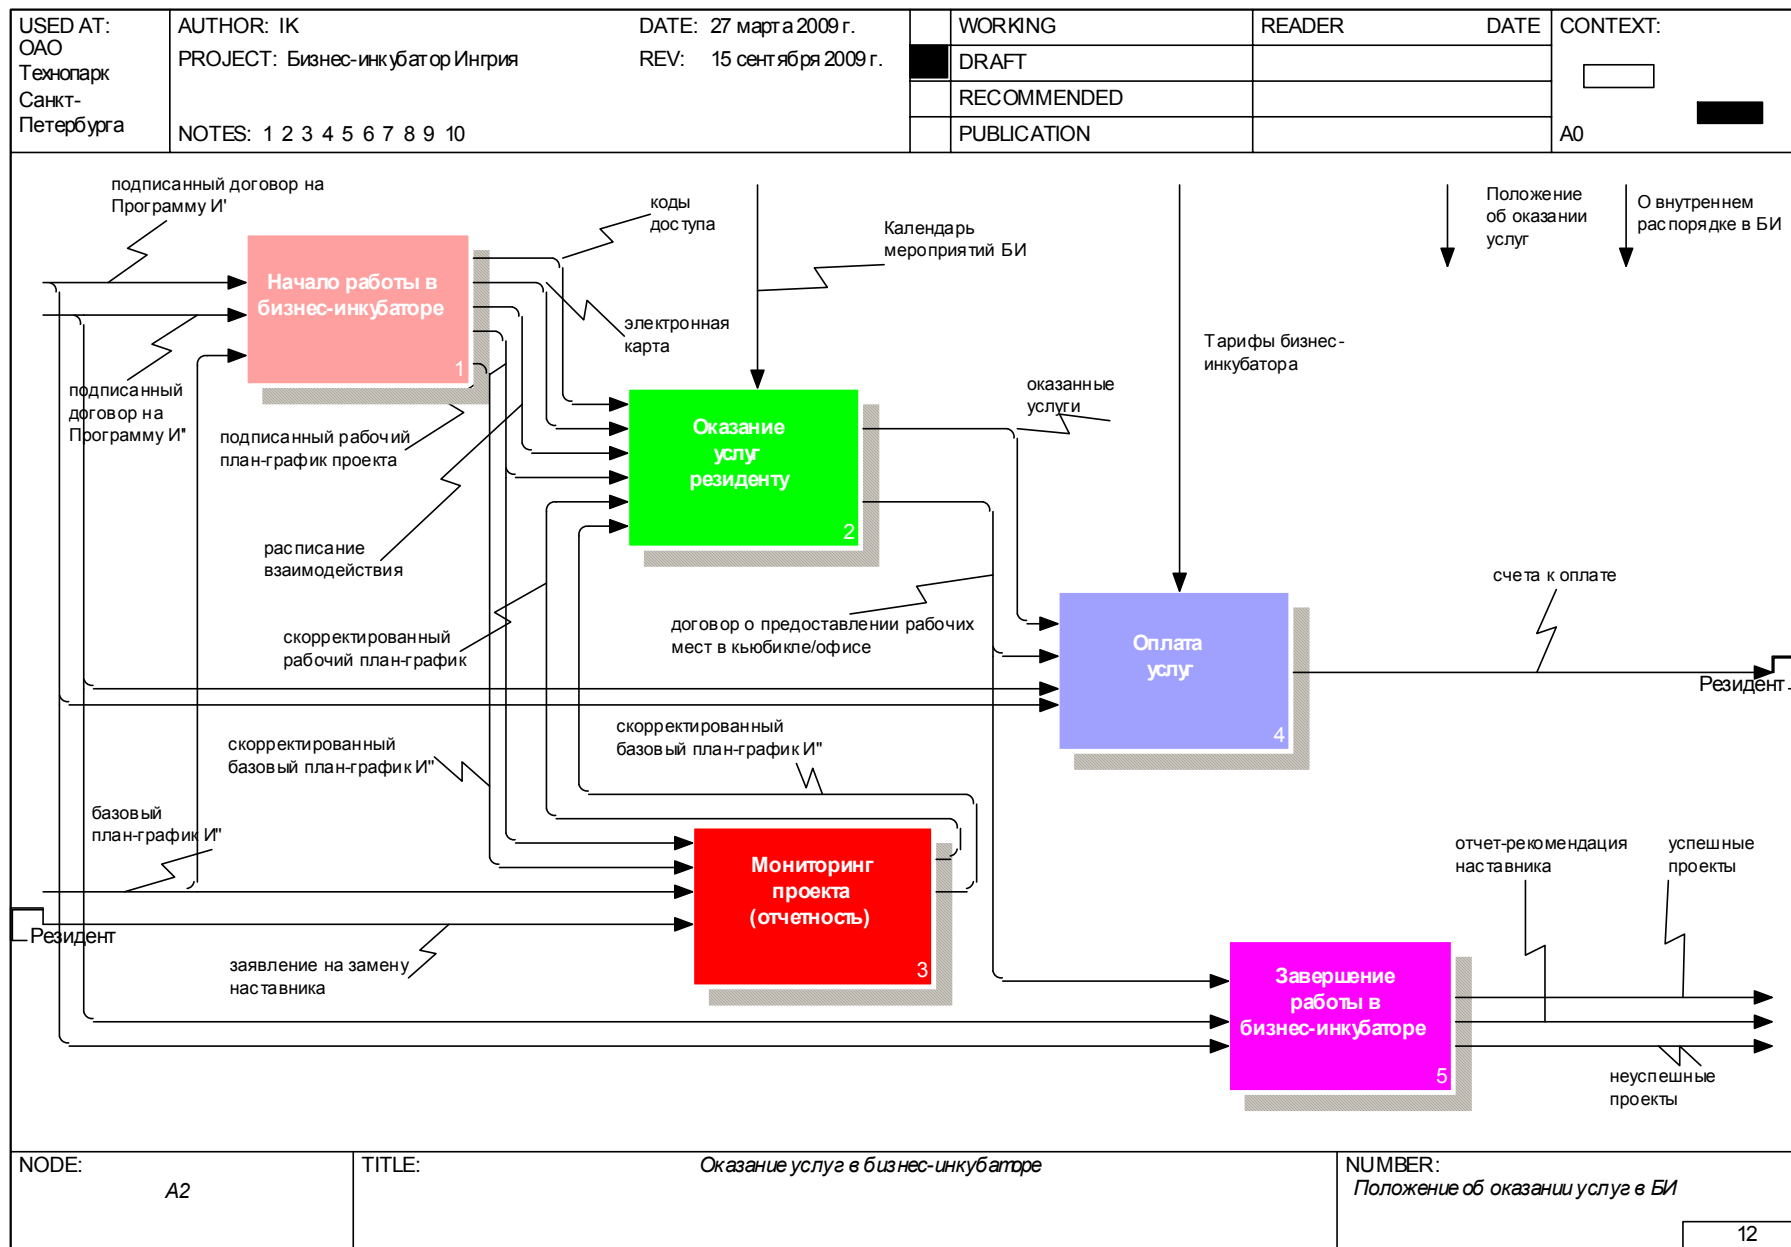 USED AT:
ОАО
Технопарк
Санкт-
Петербурга
AUTHOR: IK
DATE: 27 марта 2009 г.
PROJECT: Бизнес-инкубатор Ингрия
REV: 15 сентября 2009 г.
NOTES: 1 2 3 4 5 6 7 8 9 10
WORKING
DRAFT
RECOMMENDED
PUBLICATION
READER DATE
CONTEXT:
A0
подписанный договор на
Программу И'
коды
доступа
Календарь
мероприятий БИ
Положение
об оказании
услуг
О внутреннем
распорядке в БИ
Начало работы в
бизнес-инкубаторе
1
электронная
карта
Тарифы бизнес-
инкубатора
подписанный
договор на
Программу И"
подписанный рабочий
план-график проекта
оказанные
услуги
Оказание
услуг
резиденту
2
расписание
взаимодействия
счета к оплате
скорректированный
рабочий план-график
договор о предоставлении рабочих
мест в кьюбикле/офисе
Оплата
услуг
4
Резидент
скорректированный
базовый план-график И"
скорректированный
базовый план-график И"
базовый
план-график И"
Мониторинг
проекта
(отчетность)
3
отчет-рекомендация
наставника
успешные
проекты
Резидент
заявление на замену
наставника
Завершение
работы в
бизнес-инкубаторе
5
неуспешные
проекты
NODE:
A2
TITLE:
Оказание услуг в бизнес-инкубаторе
NUMBER:
Положение об оказании услуг в БИ
12